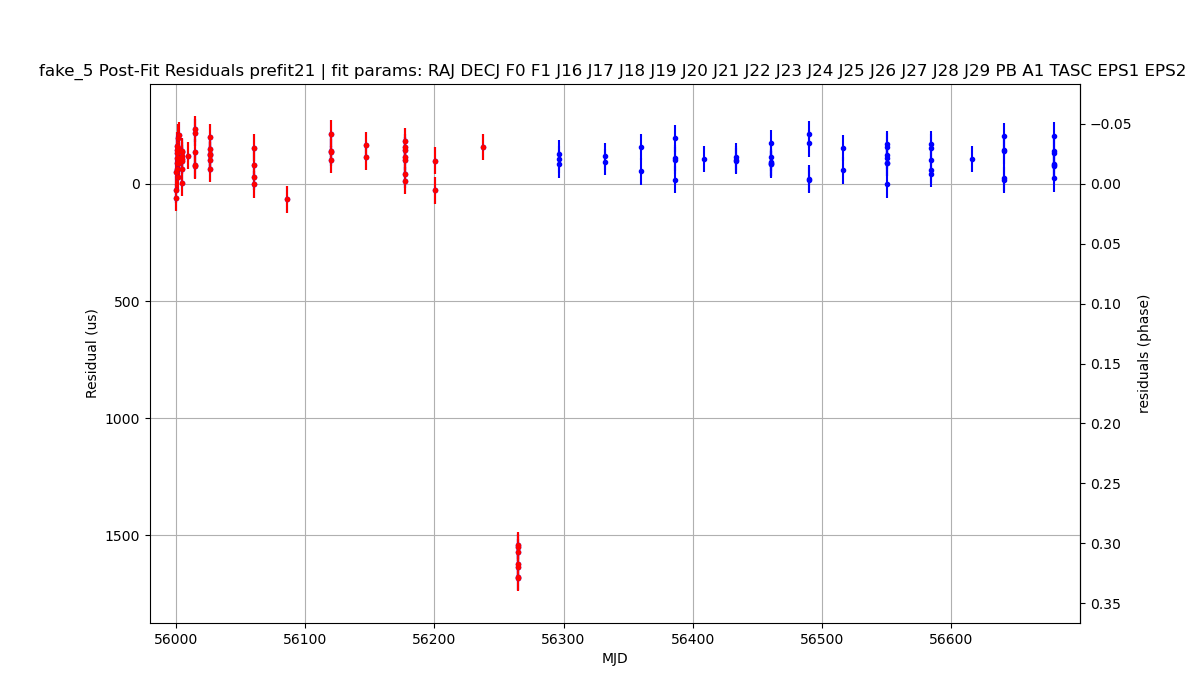 fake_5 Post-Fit Residuals prefit21 | fit params: RAJ DECJ F0 F1 J16 J17 J18 J19 J20 J21 J22 J23 J24 J25 J26 J27 J28 J29 PB A1 TASC EPS1 EPS2
−0.05
0 0.00
0.05
500 0.10
Residual (us) residuals (phase)
0.15
1000 0.20
0.25
1500 0.30
0.35
56000 56100 56200 56300 56400 56500 56600
MJD